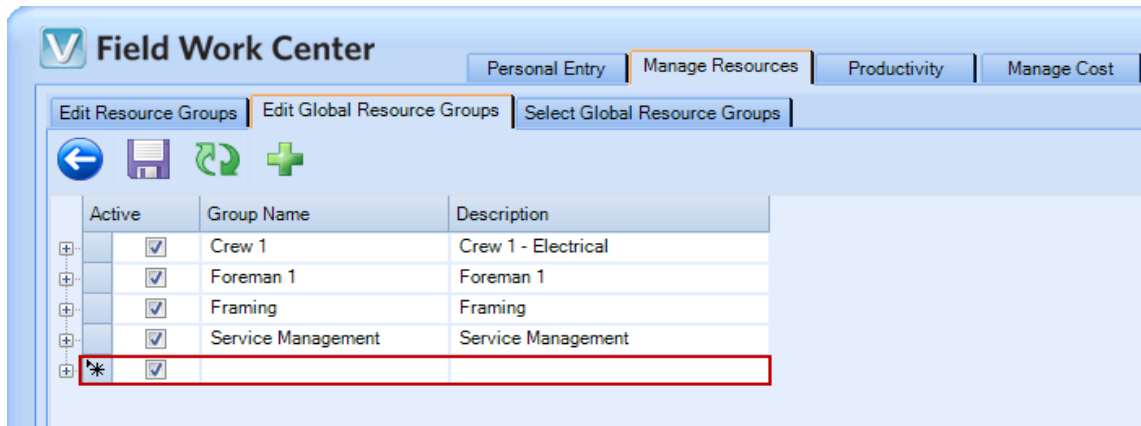 V Field Work Center
Personal Entry Manage Resources Productivity Manage Cost
Edit Resource Groups Edit Global Resource Groups Select Global Resource Groups
Active Group Name Description
Crew 1 Crew 1 - Electrical
Foreman 1 Foreman 1
Framing Framing
Service Management Service Management